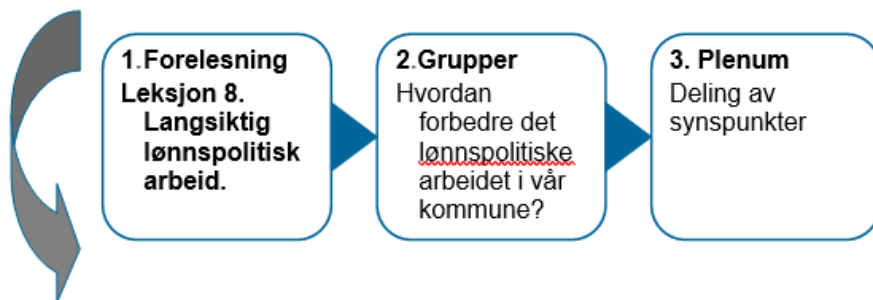 1.Forelesning
Leksjon 8.
Langsiktig
lønnspolitisk
arbeid.
2.Grupper
Hvordan
forbedre det
lønnspolitiske
arbeidet i vår
kommune?
3. Plenum
Deling av
synspunkter